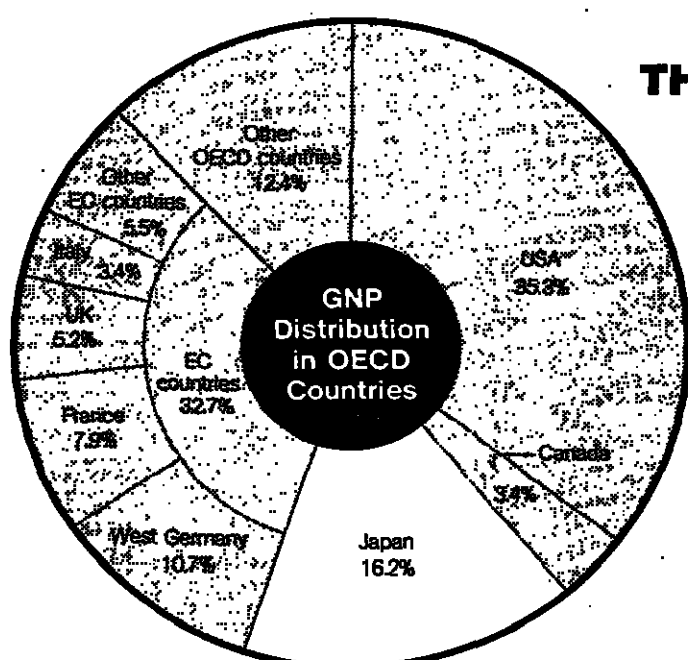 TH
Other
OECD countries
12.4%
Other
EC countries
5.5%
Italy
3.4%
UK
5.2%
EC
countries
32.7%
France
7.9%
West Germany
10.7%
GNP
Distribution
in OECD
Countries
USA
35.3%
Canada
3.4%
Japan
16.2%